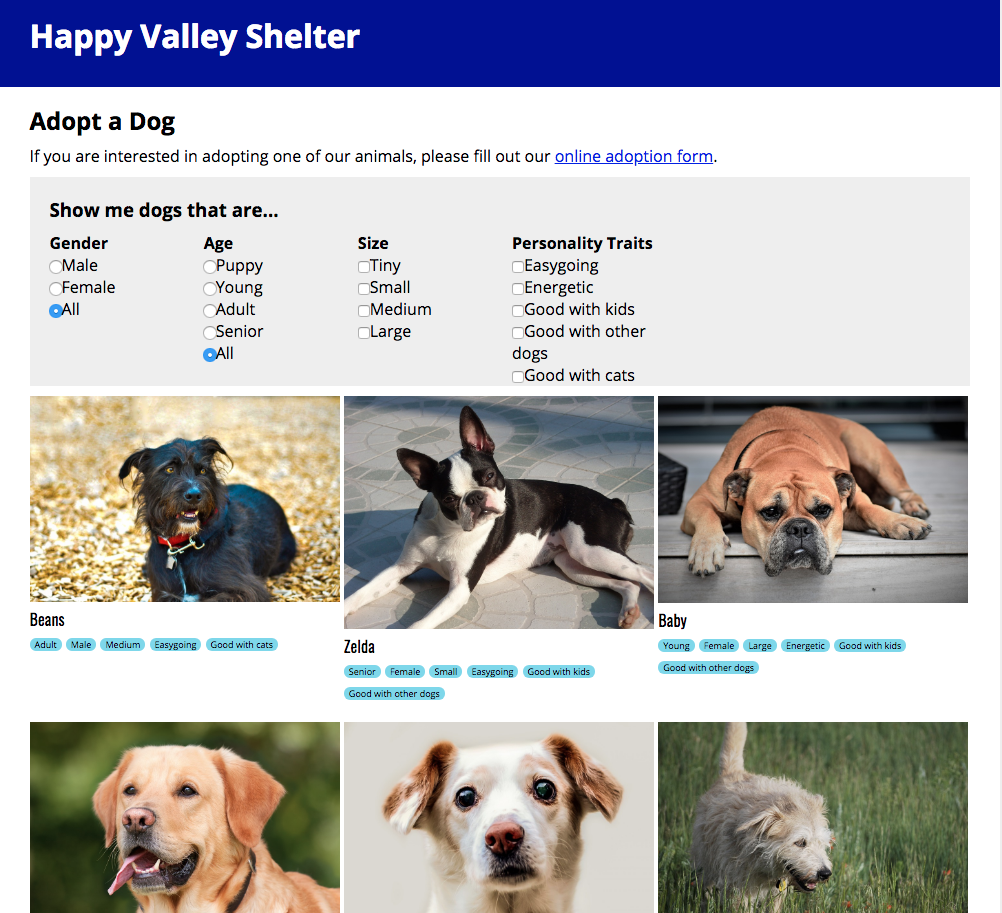 Happy Valley Shelter
Adopt a Dog
If you are interested in adopting one of our animals, please fill out our online adoption form.
Show me dogs that are...
Gender
Male
Female
All
Age
Puppy
Young
Adult
Senior
All
Size
Tiny
Small
Medium
Large
Personality Traits
Easygoing
Energetic
Good with kids
Good with other
dogs
Good with cats
Beans
Adult Male Medium Easygoing Good with cats
Zelda
Senior Female Small Easygoing Good with kids
Good with other dogs
Baby
Young Female Large Energetic Good with kids
Good with other dogs